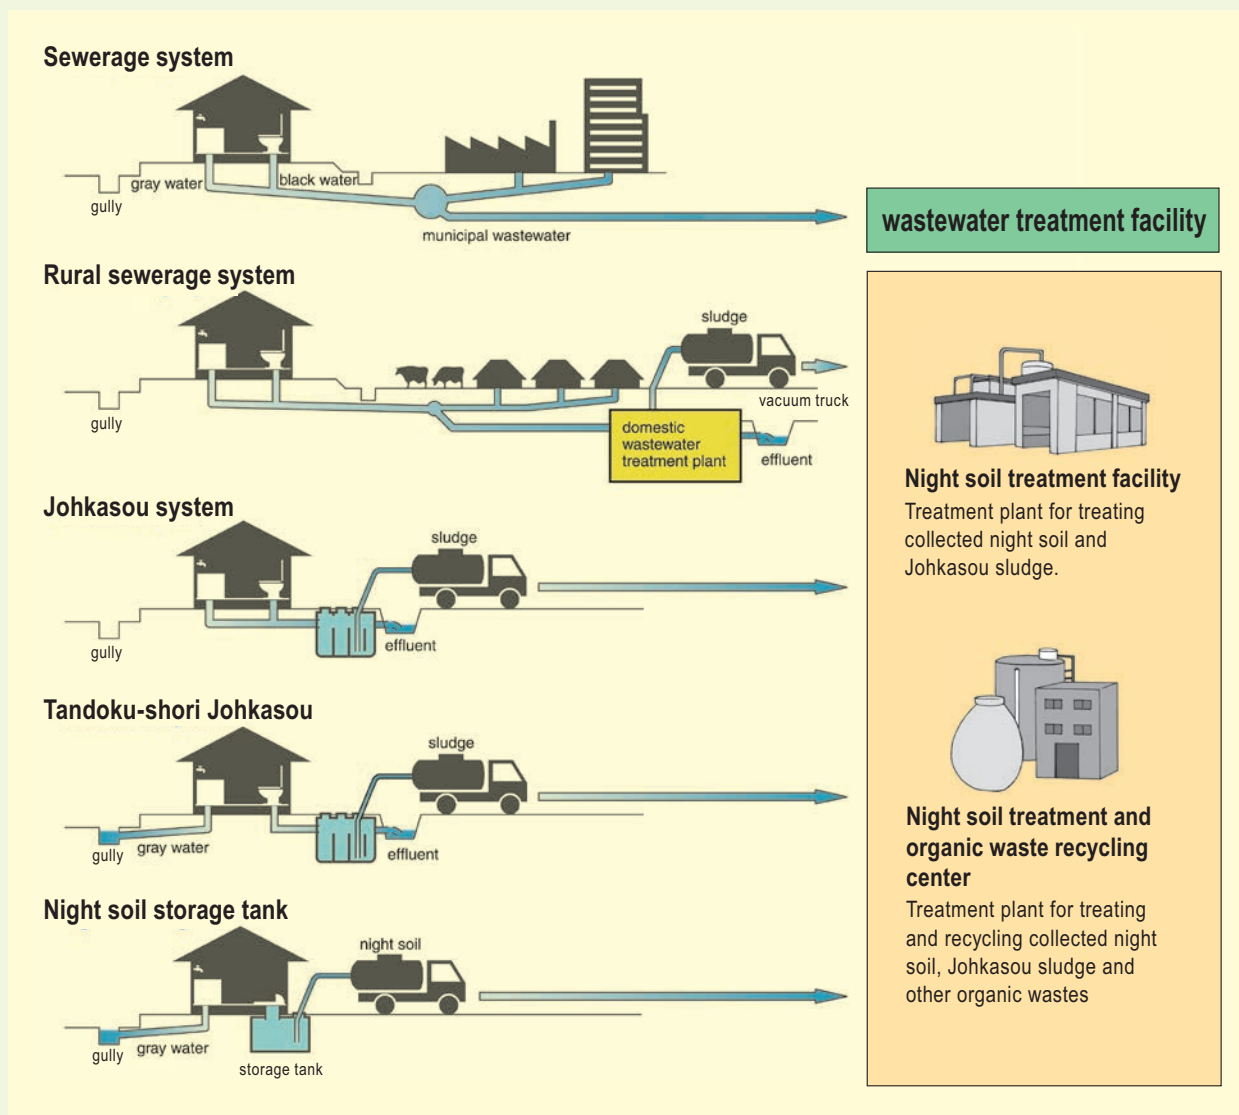 Sewerage system
gray water
black water
gully
municipal wastewater
wastewater treatment facility
Rural sewerage system
sludge
vacuum truck
gully
domestic
wastewater
treatment plant
effluent
Johkasou system
sludge
gully
effluent
Tandoku-shori Johkasou
sludge
gully
gray water
effluent
Night soil storage tank
night soil
gully
gray water
storage tank
Night soil treatment facility
Treatment plant for treating
collected night soil and
Johkasou sludge.
Night soil treatment and
organic waste recycling
center
Treatment plant for treating
and recycling collected night
soil, Johkasou sludge and
other organic wastes